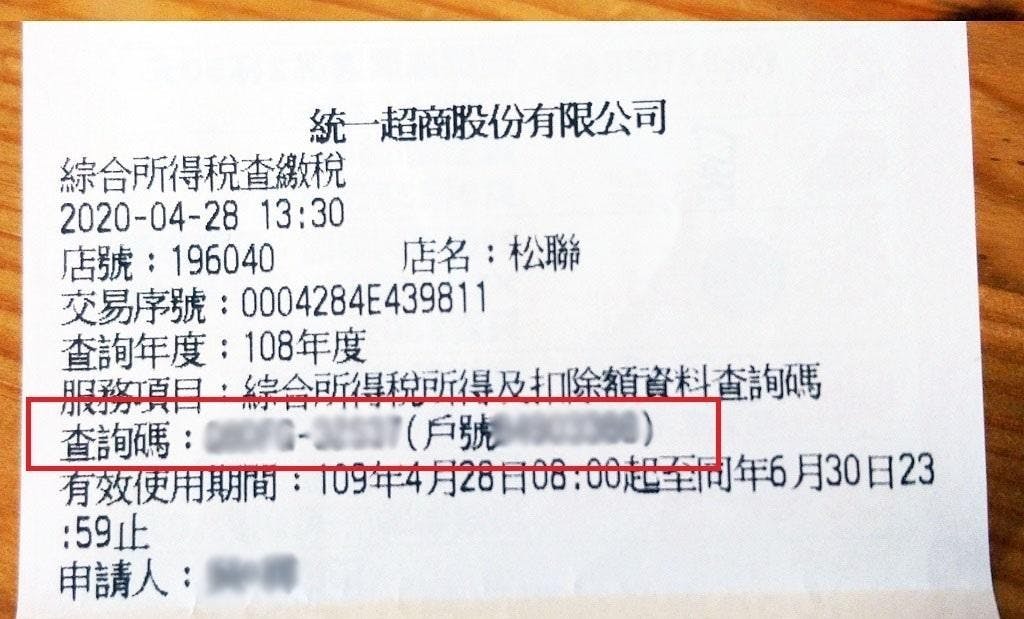 統一超商股份有限公司
綜合所得稅查繳稅
2020-04-28 13:30
店號：196040 店名：松聯
交易序號：0004284E439811
查詢年度：108年度
服務項目：綜合所得稅所得及扣除額資料查詢碼
查詢碼：(戶號)
有效使用期間：109年4月28日08:00起至同年6月30日23
:59止
申請人：